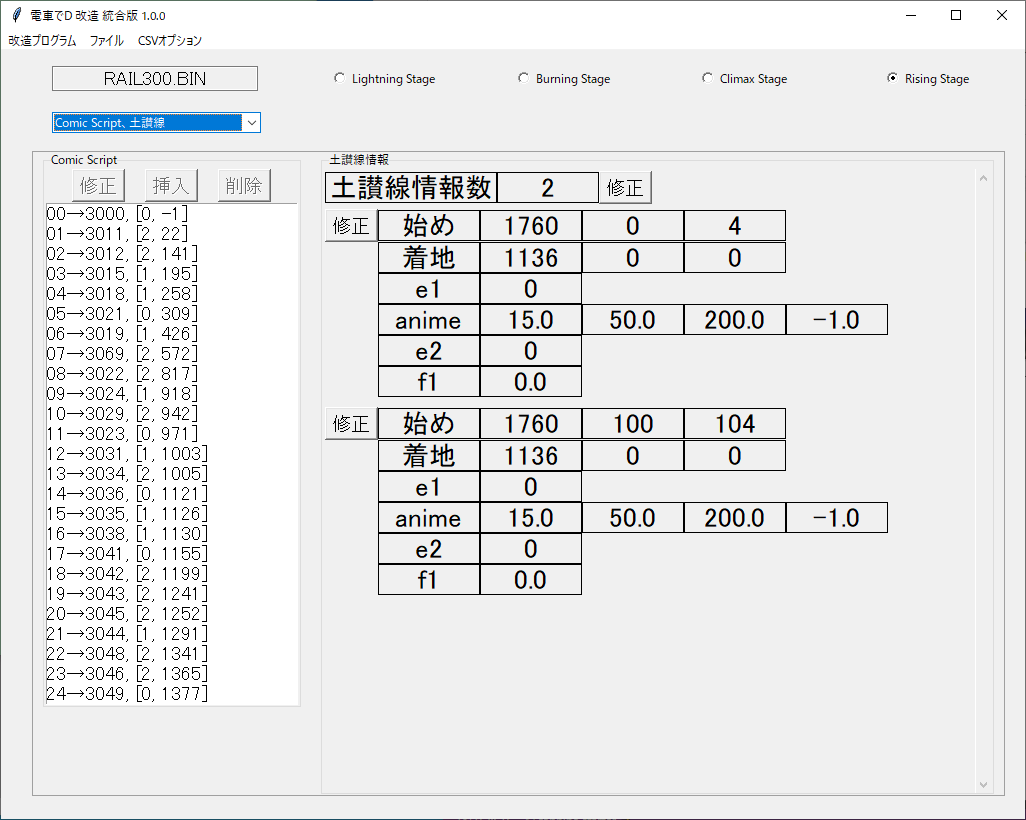 電車でD 改造 統合版 1.0.0
改造プログラム ファイル CSVオプション
RAIL300.BIN Lightning Stage Burning Stage Climax Stage Rising Stage
Comic Script、土讃線
Comic Script
修正 挿入 削除
00→3000, [0, -1]
01→3011, [2, 22]
02→3012, [2, 141]
03→3015, [1, 195]
04→3018, [1, 258]
05→3021, [0, 309]
06→3019, [1, 426]
07→3069, [2, 572]
08→3022, [2, 817]
09→3024, [1, 918]
10→3029, [2, 942]
11→3023, [0, 971]
12→3031, [1, 1003]
13→3034, [2, 1005]
14→3036, [0, 1121]
15→3035, [1, 1126]
16→3038, [1, 1130]
17→3041, [0, 1155]
18→3042, [2, 1199]
19→3043, [2, 1241]
20→3045, [2, 1252]
21→3044, [1, 1291]
22→3048, [2, 1341]
23→3046, [2, 1365]
24→3049, [0, 1377]
土讃線情報
土讃線情報数 2 修正
修正 始め 1760 0 4
着地 1136 0 0
e1 0
anime 15.0 50.0 200.0 -1.0
e2 0
f1 0.0
修正 始め 1760 100 104
着地 1136 0 0
e1 0
anime 15.0 50.0 200.0 -1.0
e2 0
f1 0.0